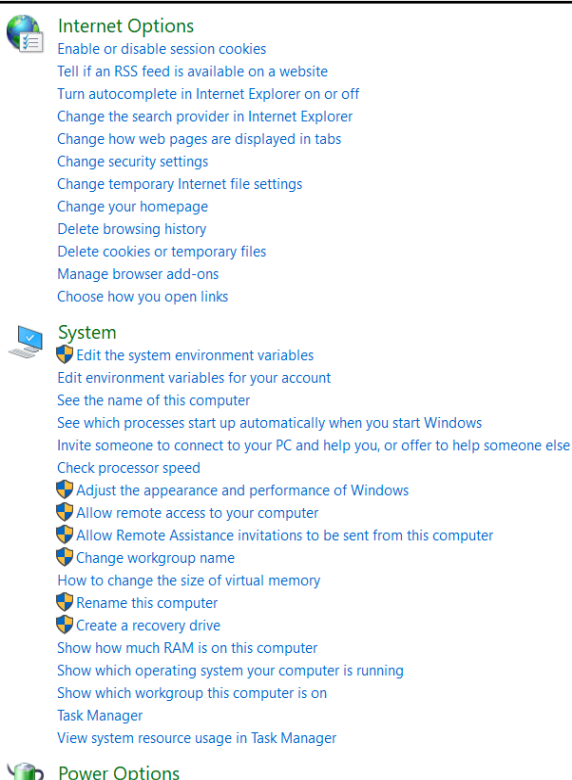 Internet Options
Enable or disable session cookies
Tell if an RSS feed is available on a website
Turn autocomplete in Internet Explorer on or off
Change the search provider in Internet Explorer
Change how web pages are displayed in tabs
Change security settings
Change temporary Internet file settings
Change your homepage
Delete browsing history
Delete cookies or temporary files
Manage browser add-ons
Choose how you open links
System
Edit the system environment variables
Edit environment variables for your account
See the name of this computer
See which processes start up automatically when you start Windows
Invite someone to connect to your PC and help you, or offer to help someone else
Check processor speed
Adjust the appearance and performance of Windows
Allow remote access to your computer
Allow Remote Assistance invitations to be sent from this computer
Change workgroup name
How to change the size of virtual memory
Rename this computer
Create a recovery drive
Show how much RAM is on this computer
Show which operating system your computer is running
Show which workgroup this computer is on
Task Manager
View system resource usage in Task Manager
Power Options